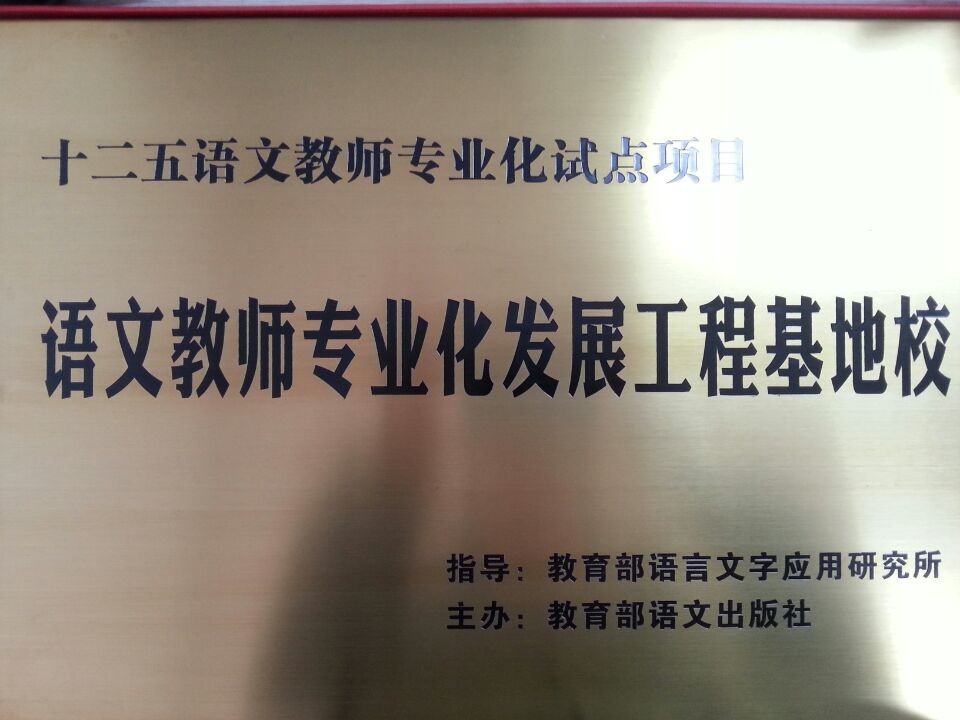 十二五语文教师专业化试点项目
语文教师专业化发展工程基地校
指导：教育部语言文字应用研究所
主办：教育部语文出版社